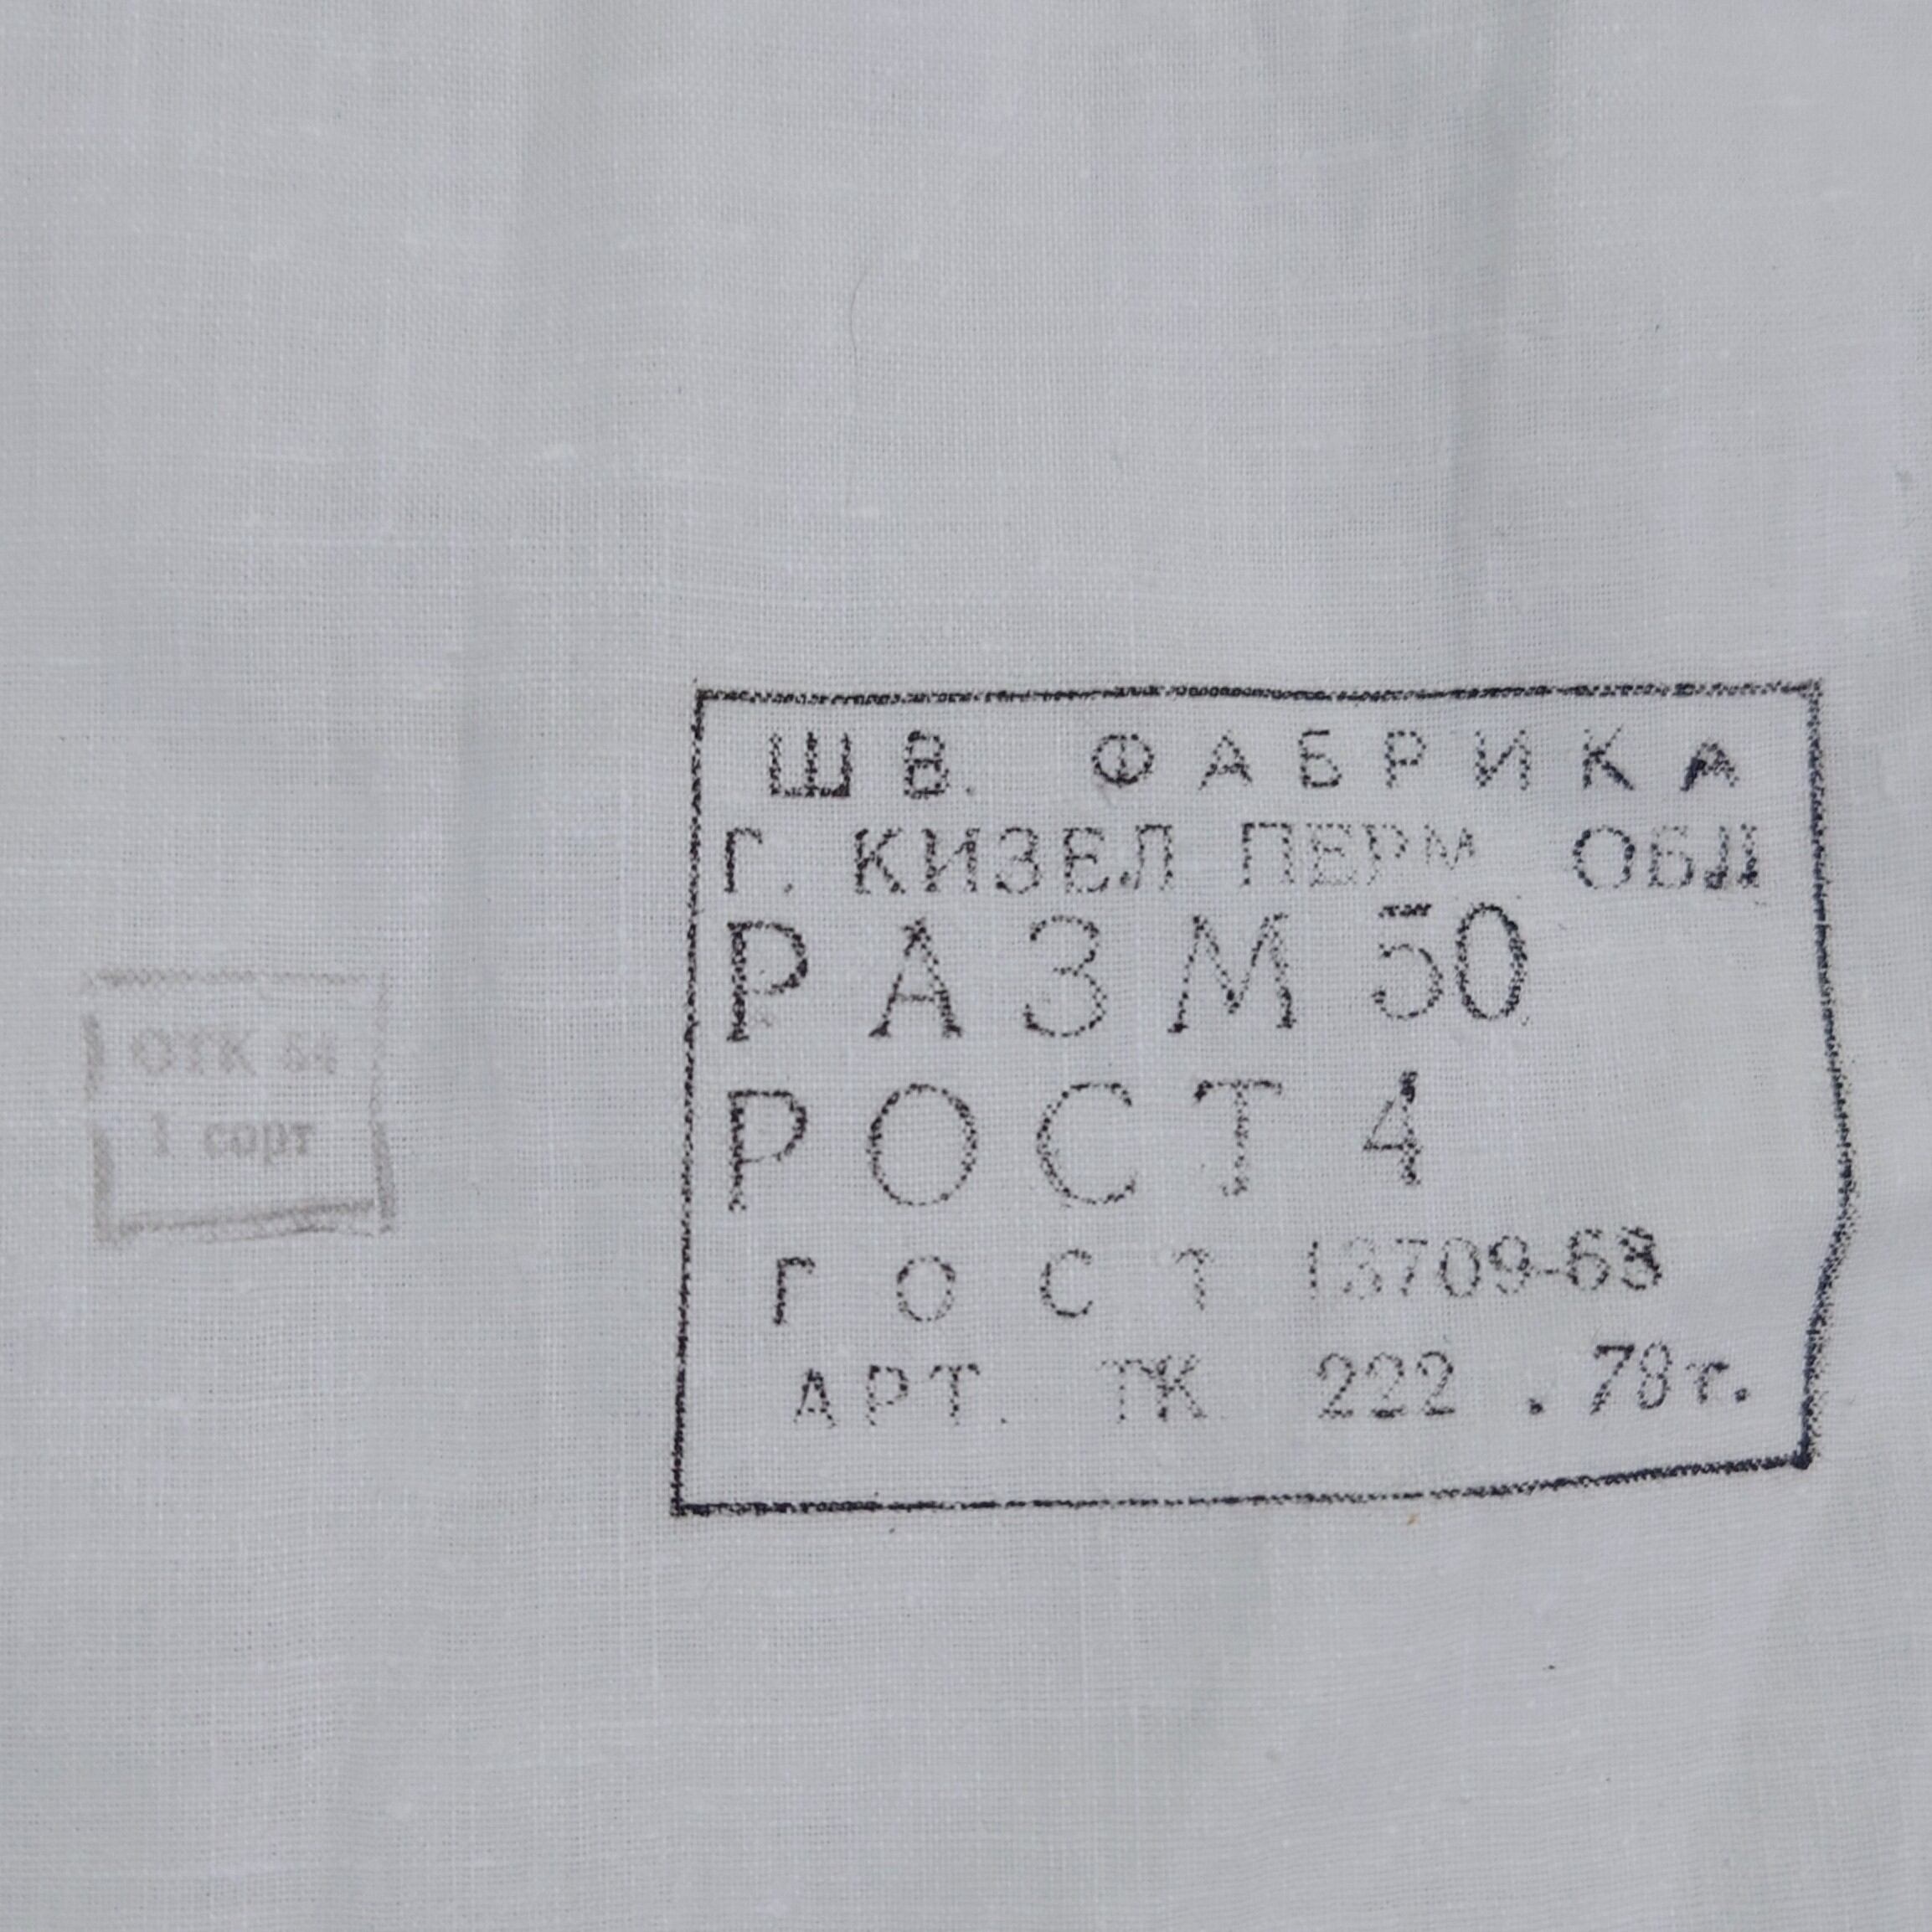 ШВ. ФАБРИКА
Г. КИЗЕЛ ПЕРМ ОБЛ
РАЗМ 50
РОСТ 4
ГОСТ 13709-68
АРТ. ТК 222 . 78г.
ОТК
1 сорт